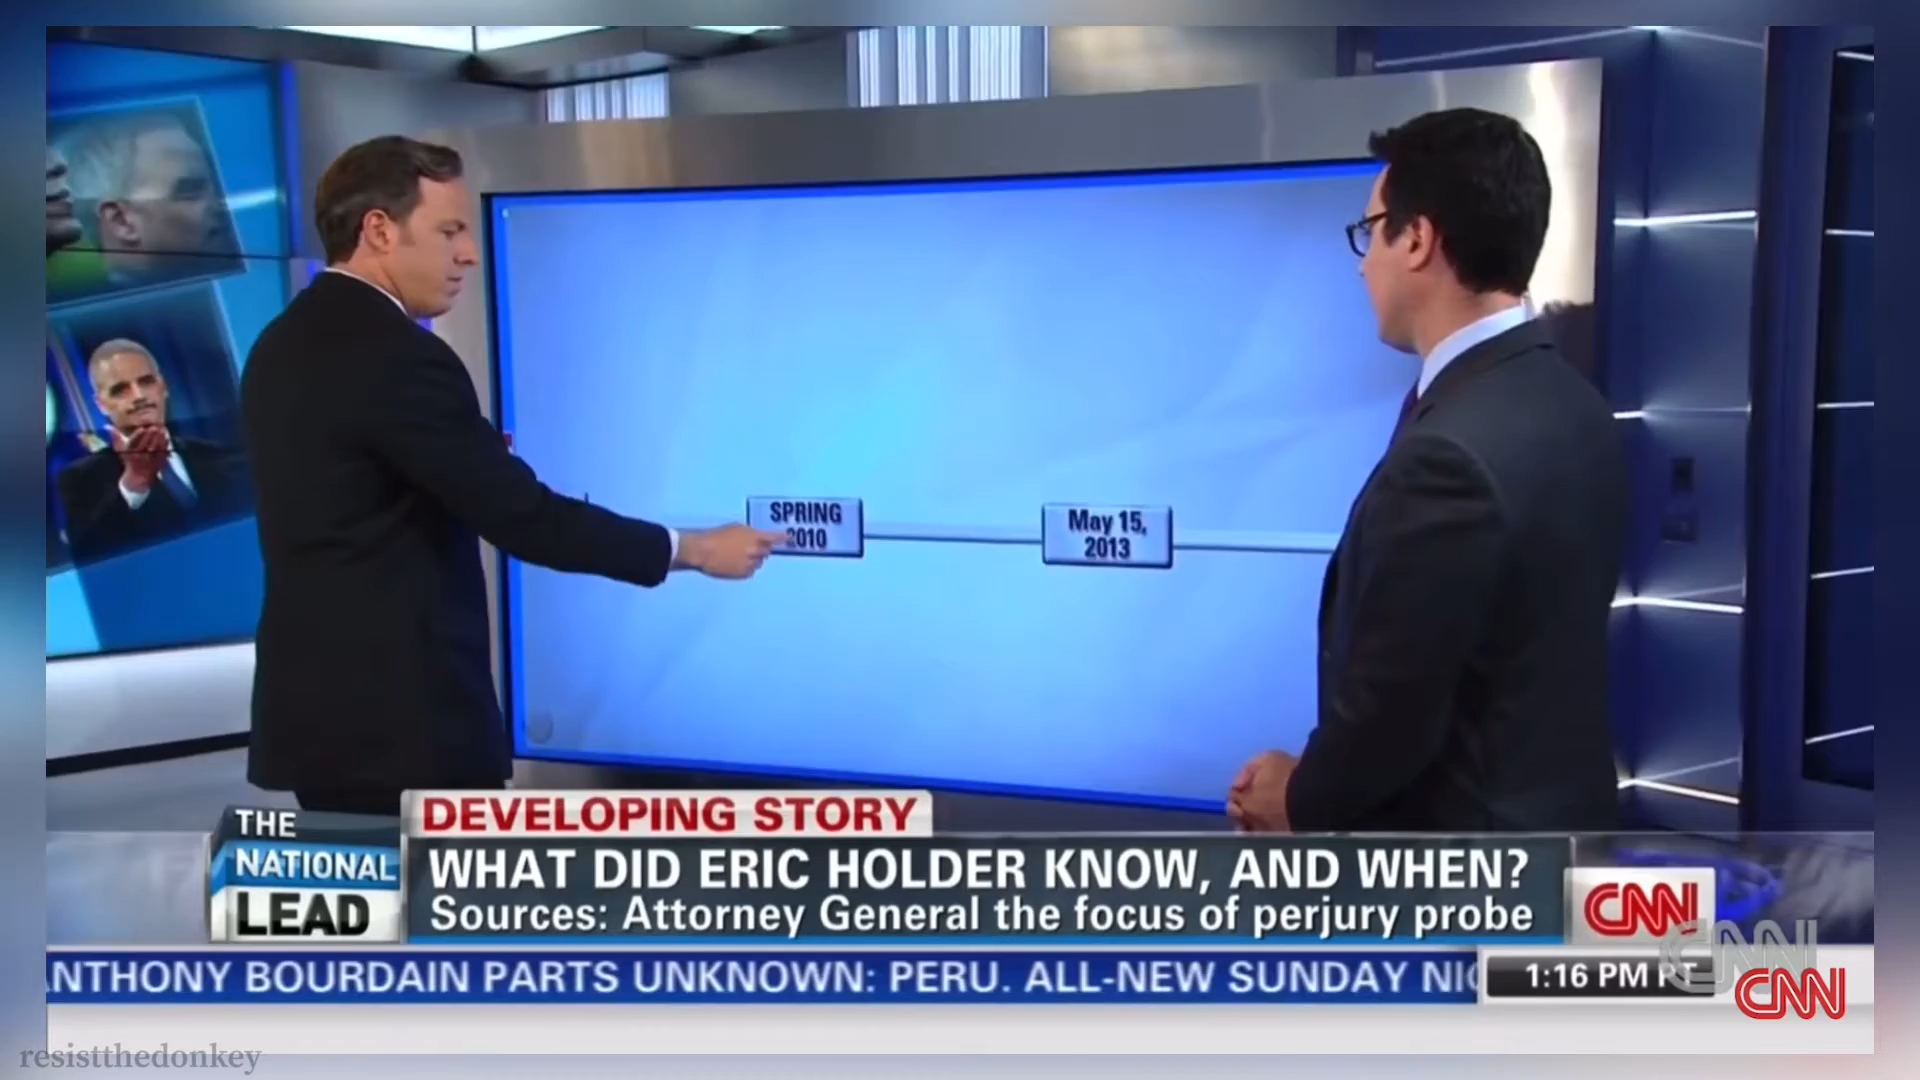 SPRING
2010
May 15,
2013
DEVELOPING STORY
THE
NATIONAL
LEAD
WHAT DID ERIC HOLDER KNOW, AND WHEN?
Sources: Attorney General the focus of perjury probe
CNN
CNN
NTHONY BOURDAIN PARTS UNKNOWN: PERU. ALL-NEW SUNDAY NI
1:16 PM PT
CNN
resistthedonkey